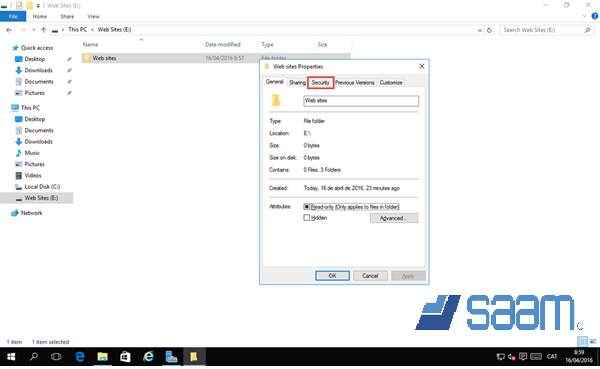 Web Sites (E:)
File Home Share View
This PC > Web Sites (E:)
Search Web Sites (E:)
Quick access
Desktop
Downloads
Documents
Pictures
This PC
Desktop
Documents
Downloads
Music
Pictures
Videos
Local Disk (C:)
Web Sites (E:)
Network
Name Date modified Type Size
Web sites 16/04/2016 8:57 File folder
Web sites Properties
General Sharing Security Previous Versions Customize
Web sites
Type: File folder
Location: E:\
Size: 0 bytes
Size on disk: 0 bytes
Contains: 0 Files, 3 Folders
Created: Today, 16 de abril de 2016, 23 minutes ago
Attributes: Read-only (Only applies to files in folder)
Hidden Advanced...
OK Cancel Apply
saam
1 item 1 item selected
CAT 8:59
16/04/2016